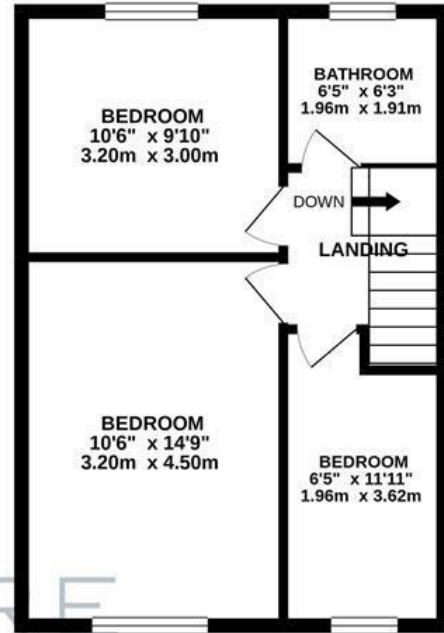 BEDROOM
10'6" x 9'10"
3.20m x 3.00m
BATHROOM
6'5" x 6'3"
1.96m x 1.91m
DOWN
LANDING
BEDROOM
10'6" x 14'9"
3.20m x 4.50m
BEDROOM
6'5" x 11'11"
1.96m x 3.62m